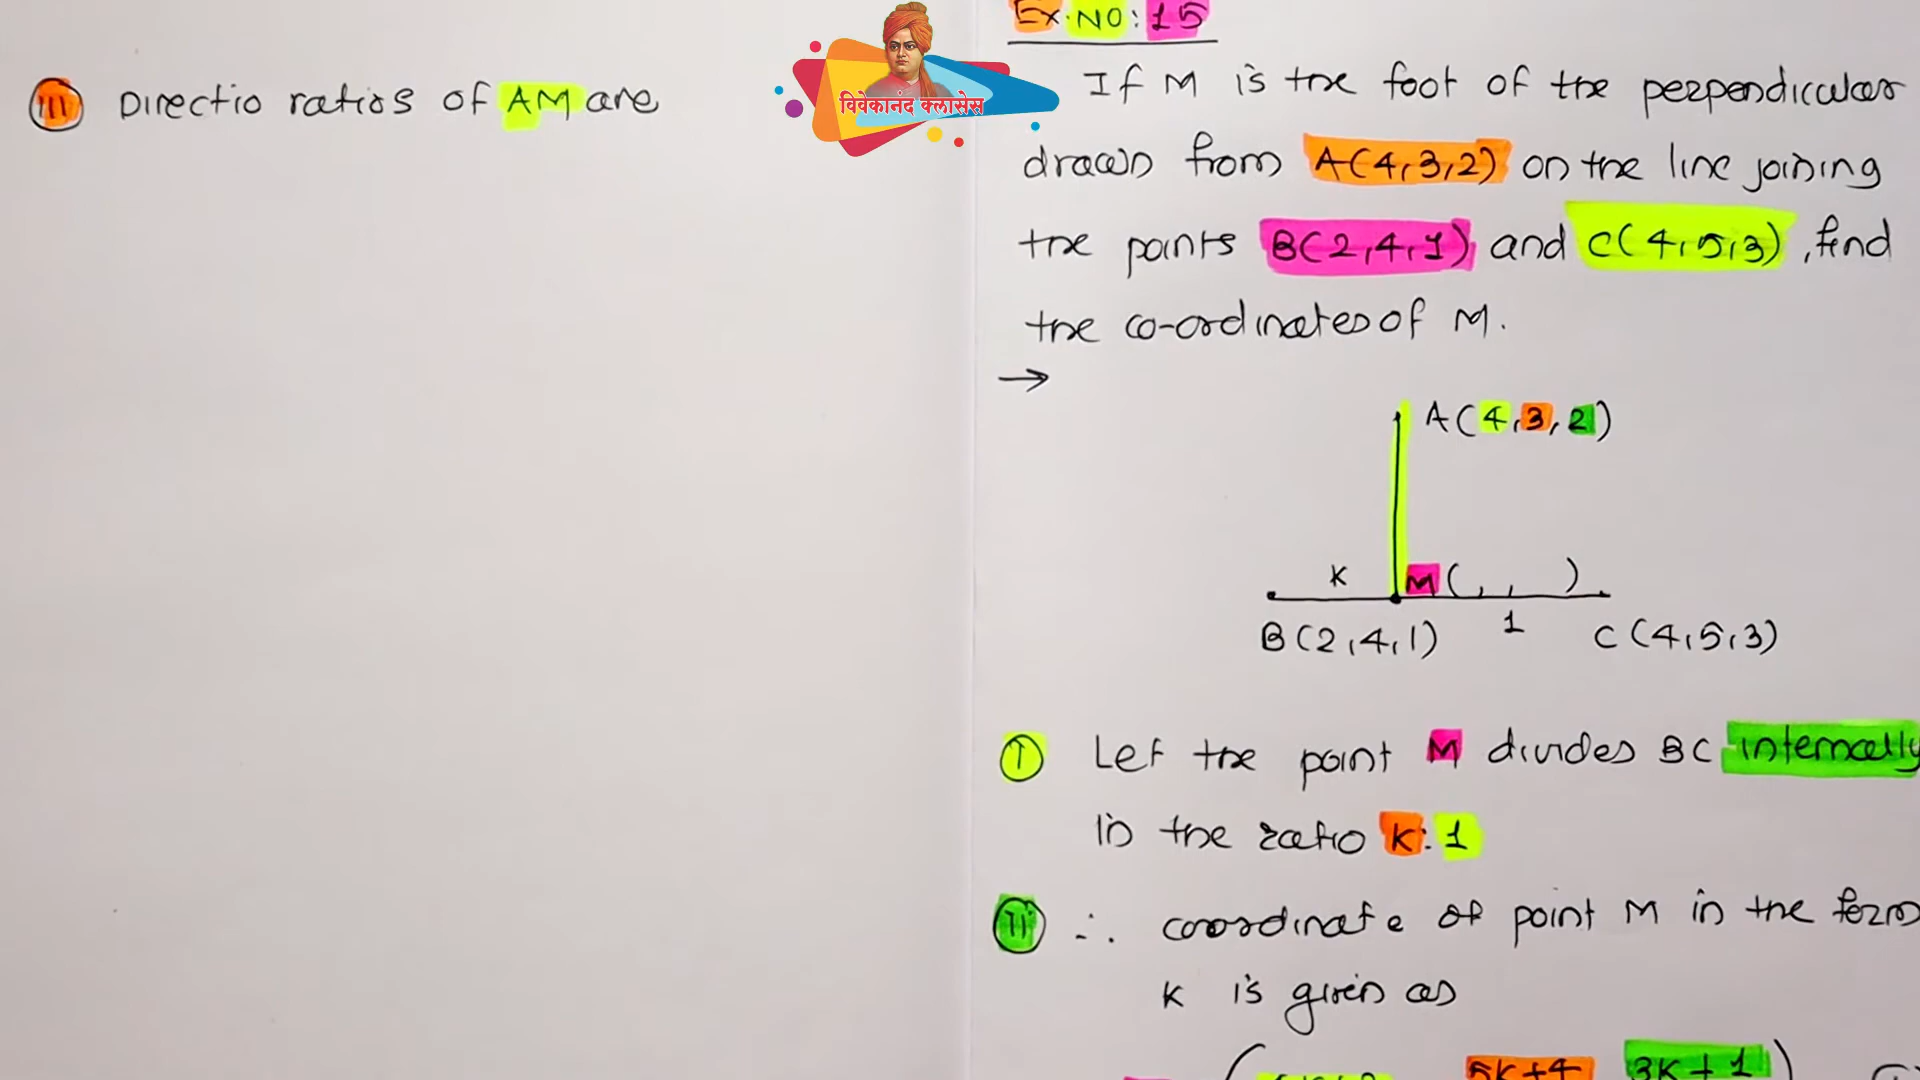 III Directio ratios of AM are
विवेकानंद क्लासेस
Ex. NO: 15
If M is the foot of the perpendicular
drawn from A(4,3,2) on the line joining
the points B(2,4,1) and C(4,5,3), find
the co-ordinates of M.
→
A(4,3,2)
K M( , , )
1
B(2,4,1) C(4,5,3)
I Let the point M divides BC internally
in the ratio K:1
II ∴ coordinate of point M in the form
K is given as
5K+4 3K+1